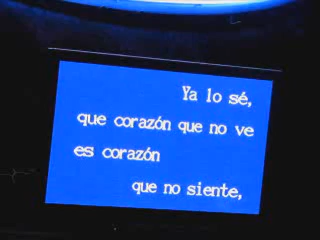 Ya lo sé,
que corazón que no ve
es corazón
que no siente,